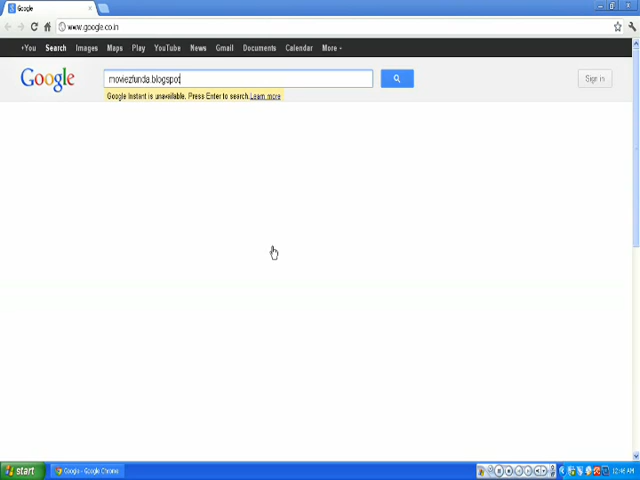 Google
www.google.co.in
+You Search Images Maps Play YouTube News Gmail Documents Calendar More
Google moviezfunda.blogspot Sign in
Google Instant is unavailable. Press Enter to search. Learn more
start Google - Google Chrome 12:46 AM